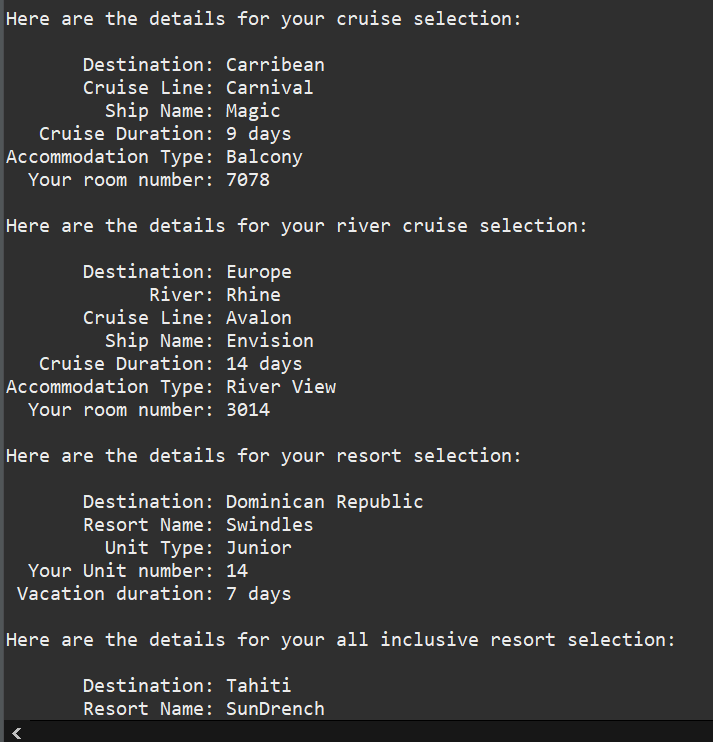 Here are the details for your cruise selection:
Destination: Carribean
Cruise Line: Carnival
Ship Name: Magic
Cruise Duration: 9 days
Accommodation Type: Balcony
Your room number: 7078
Here are the details for your river cruise selection:
Destination: Europe
River: Rhine
Cruise Line: Avalon
Ship Name: Envision
Cruise Duration: 14 days
Accommodation Type: River View
Your room number: 3014
Here are the details for your resort selection:
Destination: Dominican Republic
Resort Name: Swindles
Unit Type: Junior
Your Unit number: 14
Vacation duration: 7 days
Here are the details for your all inclusive resort selection:
Destination: Tahiti
Resort Name: SunDrench